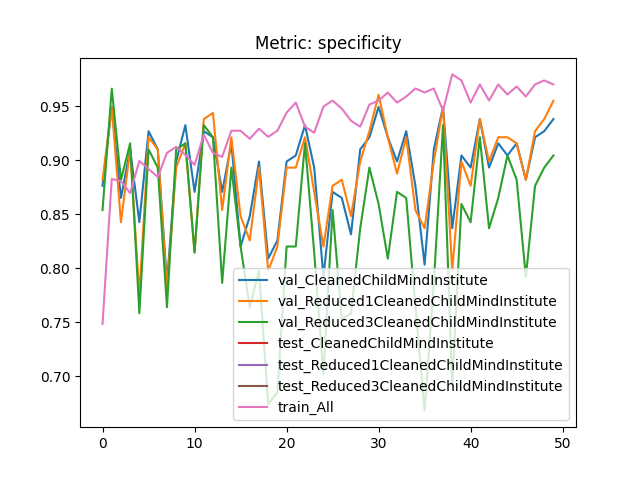 Metric: specificity
0.95
0.90
0.85
0.80
0.75
0.70
val_CleanedChildMindInstitute
val_Reduced1CleanedChildMindInstitute
val_Reduced3CleanedChildMindInstitute
test_CleanedChildMindInstitute
test_Reduced1CleanedChildMindInstitute
test_Reduced3CleanedChildMindInstitute
train_All
0 10 20 30 40 50